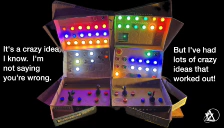 It's a crazy idea,
I know. I'm
not saying
you're wrong.
But I've had
lots of crazy
ideas that
worked out!